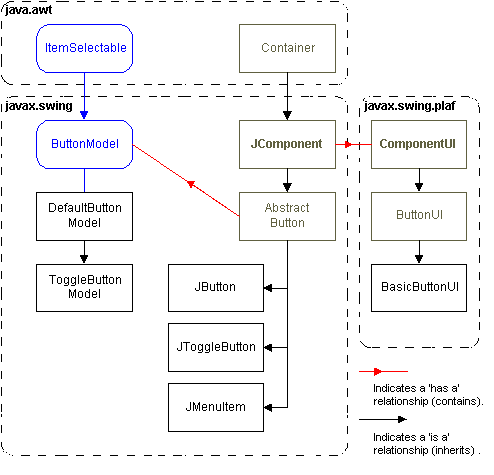 java.awt
ItemSelectable
Container
javax.swing
javax.swing.plaf
ButtonModel
JComponent
ComponentUI
DefaultButton
Model
Abstract
Button
ButtonUI
ToggleButton
Model
JButton
BasicButtonUI
JToggleButton
JMenuItem
Indicates a 'has a'
relationship (contains).
Indicates a 'is a'
relationship (inherits) .